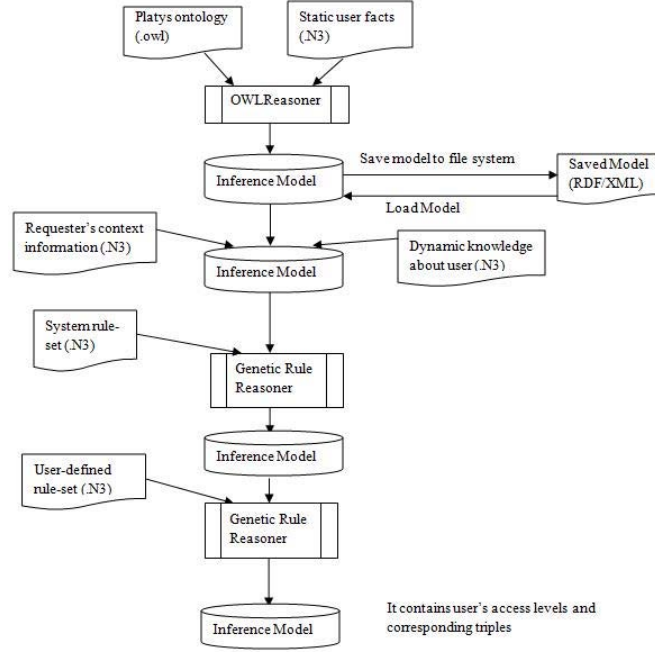 Platys ontology
(.owl)
Static user facts
(.N3)
OWLReasoner
Inference Model
Save model to file system
Saved Model
(RDF/XML)
Load Model
Requester's context
information (.N3)
Dynamic knowledge
about user (.N3)
Inference Model
System rule-
set (.N3)
Genetic Rule
Reasoner
Inference Model
User-defined
rule-set (.N3)
Genetic Rule
Reasoner
Inference Model
It contains user's access levels and
corresponding triples